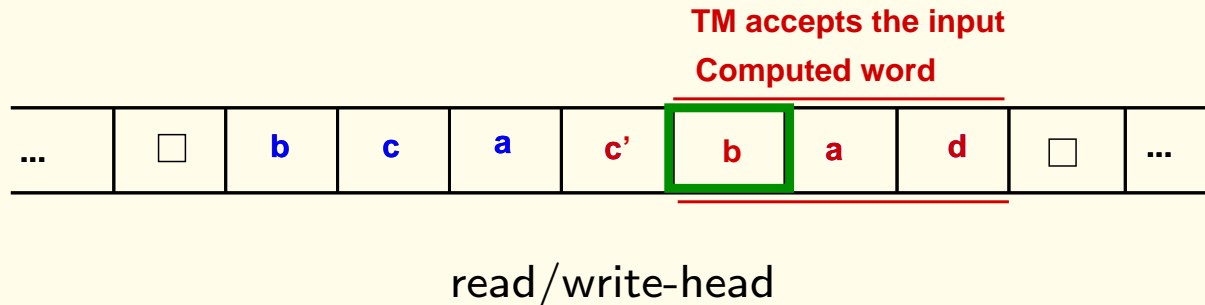 TM accepts the input
Computed word
... □ b c a c' b a d □ ...
read/write-head